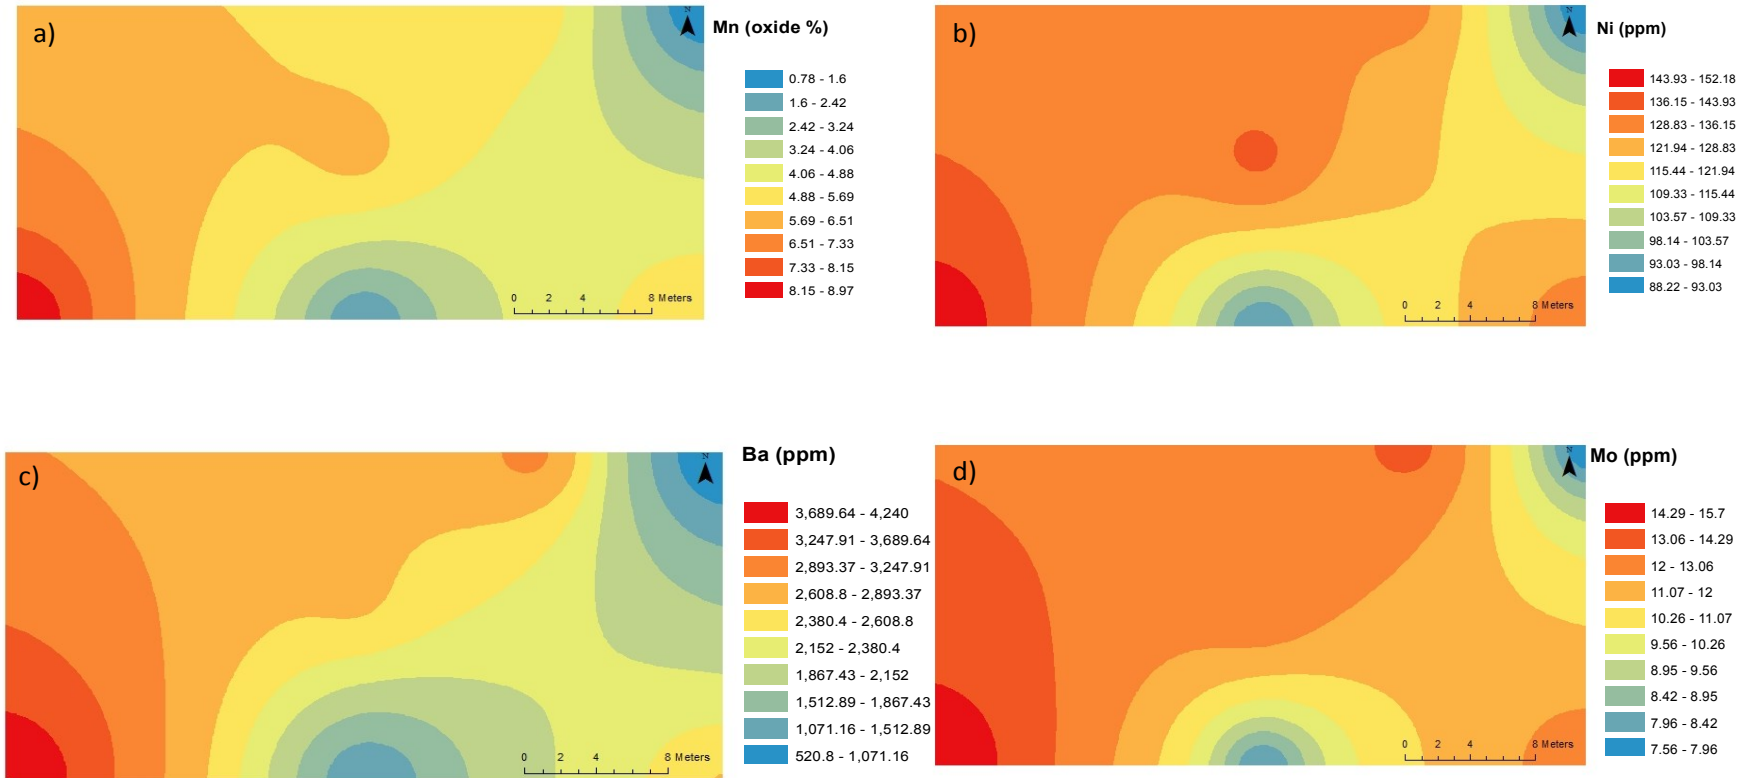 a)
N
Mn (oxide %)
0.78 - 1.6
1.6 - 2.42
2.42 - 3.24
3.24 - 4.06
4.06 - 4.88
4.88 - 5.69
5.69 - 6.51
6.51 - 7.33
7.33 - 8.15
8.15 - 8.97
0 2 4 8 Meters
b)
N
Ni (ppm)
143.93 - 152.18
136.15 - 143.93
128.83 - 136.15
121.94 - 128.83
115.44 - 121.94
109.33 - 115.44
103.57 - 109.33
98.14 - 103.57
93.03 - 98.14
88.22 - 93.03
0 2 4 8 Meters
c)
N
Ba (ppm)
3,689.64 - 4,240
3,247.91 - 3,689.64
2,893.37 - 3,247.91
2,608.8 - 2,893.37
2,380.4 - 2,608.8
2,152 - 2,380.4
1,867.43 - 2,152
1,512.89 - 1,867.43
1,071.16 - 1,512.89
520.8 - 1,071.16
0 2 4 8 Meters
d)
N
Mo (ppm)
14.29 - 15.7
13.06 - 14.29
12 - 13.06
11.07 - 12
10.26 - 11.07
9.56 - 10.26
8.95 - 9.56
8.42 - 8.95
7.96 - 8.42
7.56 - 7.96
0 2 4 8 Meters